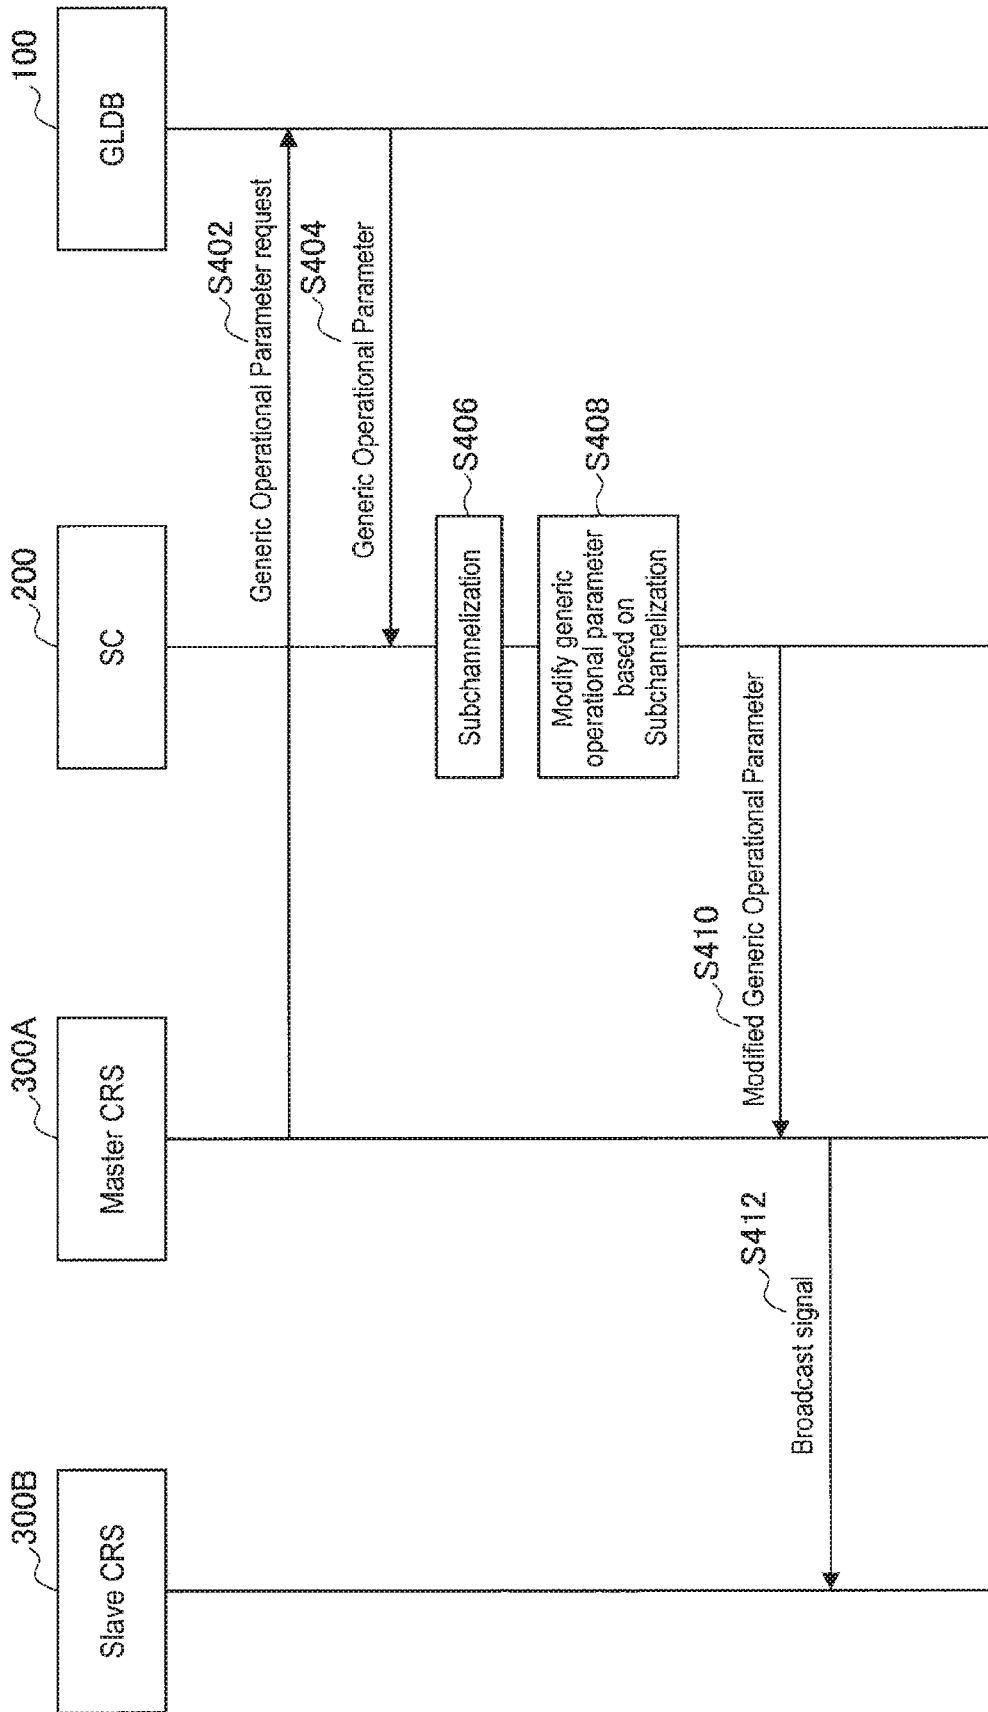 300B
Slave CRS
300A
Master CRS
200
SC
100
GLDB
S402
Generic Operational Parameter request
S404
Generic Operational Parameter
S406
Subchannelization
S408
Modify generic
operational parameter
based on
Subchannelization
S410
Modified Generic Operational Parameter
S412
Broadcast signal